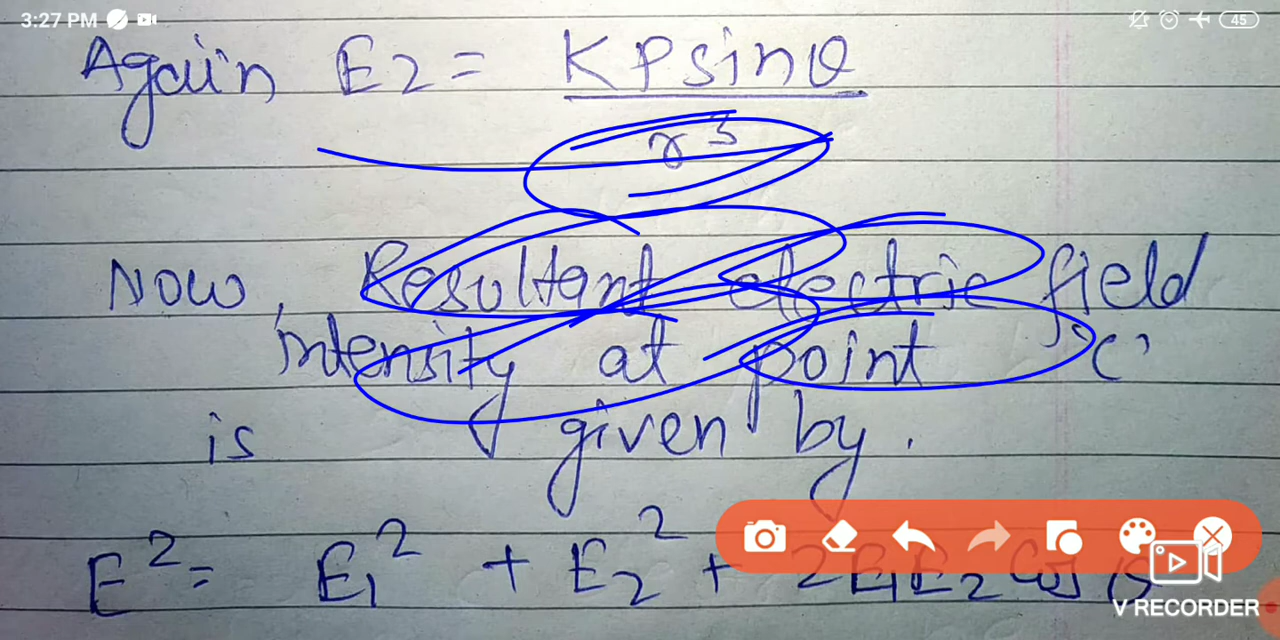 3:27 PM 45
Again E2 = KPsinθ
r3
Now, Resultant electric field
intensity at point 'C'
is given by.
E2 = E12 + E22 + 2E1E2 Cos θ
V RECORDER